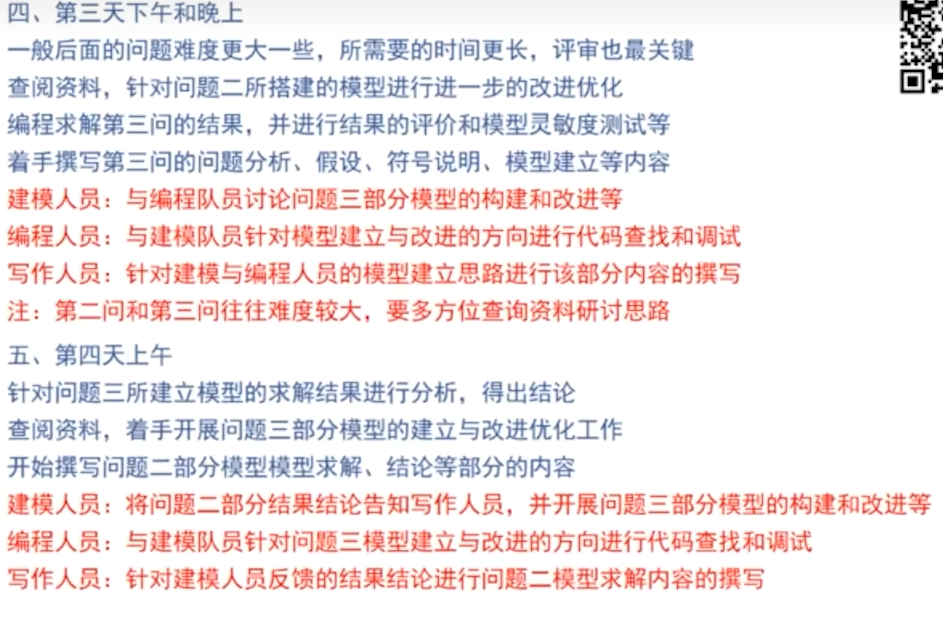 四、第三天下午和晚上
一般后面的问题难度更大一些，所需要的时间更长，评审也最关键
查阅资料，针对问题二所搭建的模型进行进一步的改进优化
编程求解第三问的结果，并进行结果的评价和模型灵敏度测试等
着手撰写第三问的问题分析、假设、符号说明、模型建立等内容
建模人员：与编程队员讨论问题三部分模型的构建和改进等
编程人员：与建模队员针对模型建立与改进的方向进行代码查找和调试
写作人员：针对建模与编程人员的模型建立思路进行该部分内容的撰写
注：第二问和第三问往往难度较大，要多方位查询资料研讨思路
五、第四天上午
针对问题三所建立模型的求解结果进行分析，得出结论
查阅资料，着手开展问题三部分模型的建立与改进优化工作
开始撰写问题二部分模型模型求解、结论等部分的内容
建模人员：将问题二部分结果结论告知写作人员，并开展问题三部分模型的构建和改进等
编程人员：与建模队员针对问题三模型建立与改进的方向进行代码查找和调试
写作人员：针对建模人员反馈的结果结论进行问题二模型求解内容的撰写